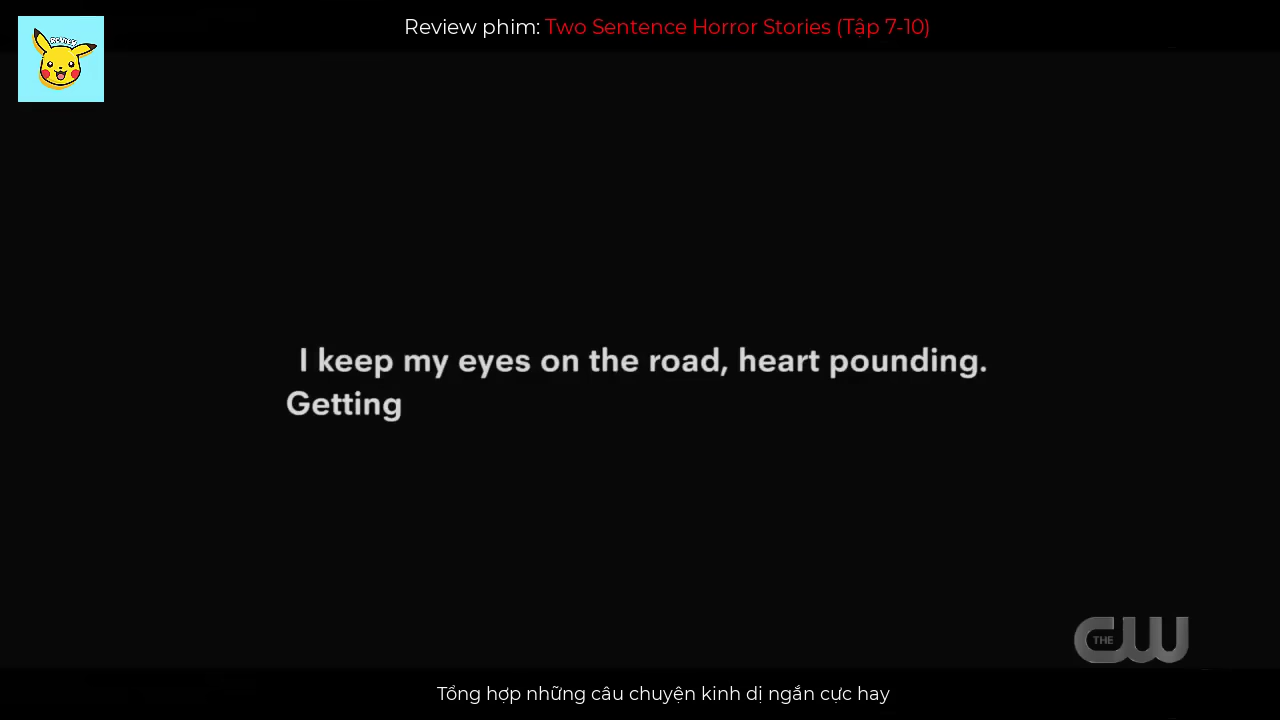 Review phim: Two Sentence Horror Stories (Tập 7-10)
REVIEW
I keep my eyes on the road, heart pounding.
Getting
THE CW
Tổng hợp những câu chuyện kinh dị ngắn cực hay